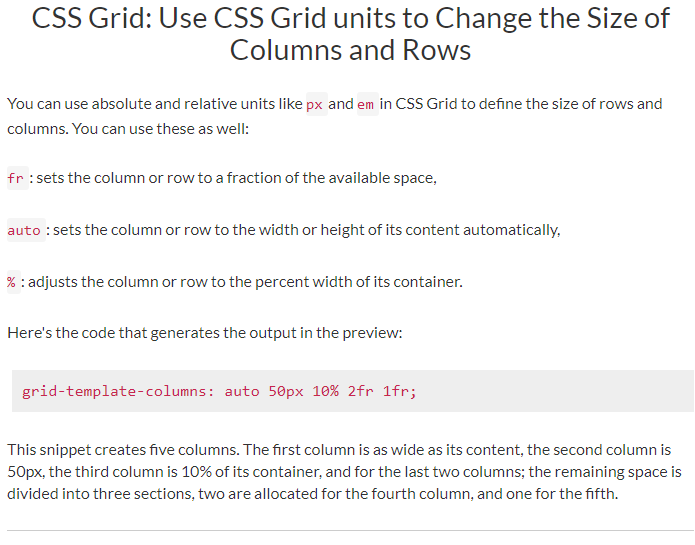 CSS Grid: Use CSS Grid units to Change the Size of
Columns and Rows
You can use absolute and relative units like px and em in CSS Grid to define the size of rows and
columns. You can use these as well:
fr : sets the column or row to a fraction of the available space,
auto : sets the column or row to the width or height of its content automatically,
% : adjusts the column or row to the percent width of its container.
Here's the code that generates the output in the preview:
grid-template-columns: auto 50px 10% 2fr 1fr;
This snippet creates five columns. The first column is as wide as its content, the second column is
50px, the third column is 10% of its container, and for the last two columns; the remaining space is
divided into three sections, two are allocated for the fourth column, and one for the fifth.